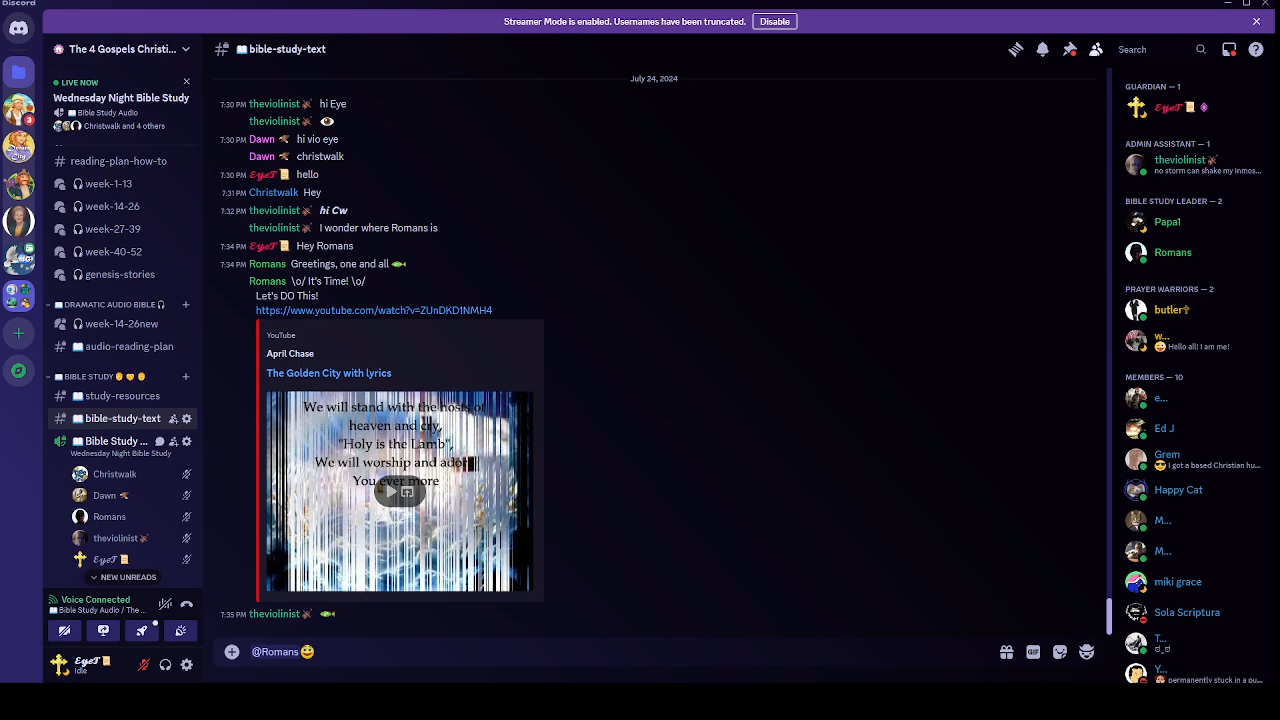 Discord
Streamer Mode is enabled. Usernames have been truncated. Disable
The 4 Gospels Christi...
LIVE NOW
Wednesday Night Bible Study
Bible Study Audio
Christwalk and 4 others
reading-plan-how-to
week-1-13
week-14-26
week-27-39
week-40-52
genesis-stories
DRAMATIC AUDIO BIBLE
week-14-26new
audio-reading-plan
BIBLE STUDY
study-resources
bible-study-text
Bible Study ...
Wednesday Night Bible Study
Christwalk
Dawn
Romans
theviolinist
𝓔𝔂𝓮𝓣
NEW UNREADS
Voice Connected
Bible Study Audio / The ...
𝓔𝔂𝓮𝓣
Idle
bible-study-text
Search
July 24, 2024
7:30 PM theviolinist hi Eye
theviolinist 👁
7:30 PM Dawn hi vio eye
Dawn christwalk
7:30 PM 𝓔𝔂𝓮𝓣 hello
7:31 PM Christwalk Hey
7:32 PM theviolinist hi Cw
theviolinist I wonder where Romans is
7:34 PM 𝓔𝔂𝓮𝓣 Hey Romans
7:34 PM Romans Greetings, one and all
Romans \o/ It's Time! \o/
Let's DO This!
https://www.youtube.com/watch?v=ZUnDKD1NMH4
YouTube
April Chase
The Golden City with lyrics
We will stand with the hosts of
heaven and cry,
"Holy is the Lamb",
We will worship and adore
You ever more
7:35 PM theviolinist
@Romans
GIF
GUARDIAN — 1
𝓔𝔂𝓮𝓣
ADMIN ASSISTANT — 1
theviolinist
no storm can shake my inmos...
BIBLE STUDY LEADER — 2
Papa1
Romans
PRAYER WARRIORS — 2
butler✞
w...
Hello all! I am me!
MEMBERS — 10
e...
Ed J
Grem
I got a based Christian hu...
Happy Cat
M...
M...
miki grace
Sola Scriptura
T...
Y...
permanently stuck in a pu...